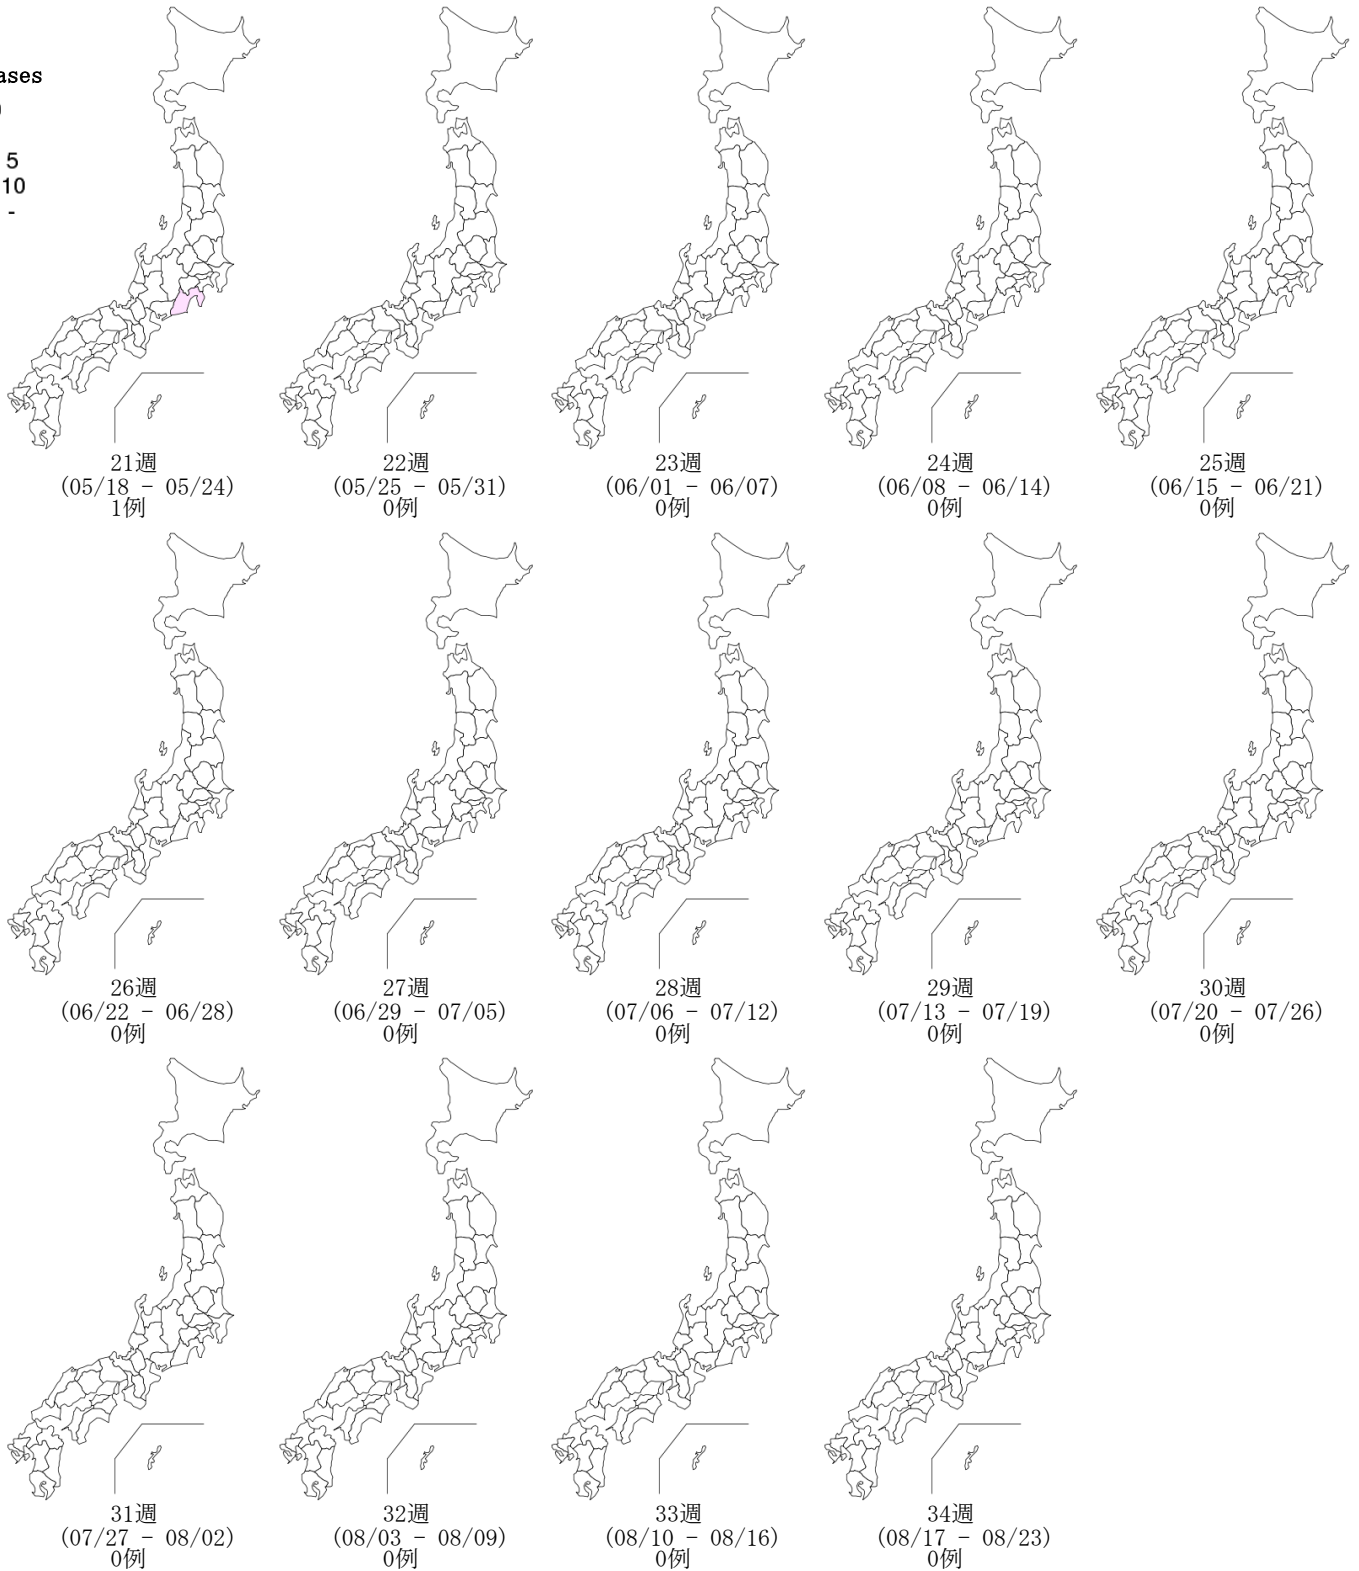 5
10
-
21週
(05/18 - 05/24)
1例
22週
(05/25 - 05/31)
0例
23週
(06/01 - 06/07)
0例
24週
(06/08 - 06/14)
0例
25週
(06/15 - 06/21)
0例
26週
(06/22 - 06/28)
0例
27週
(06/29 - 07/05)
0例
28週
(07/06 - 07/12)
0例
29週
(07/13 - 07/19)
0例
30週
(07/20 - 07/26)
0例
31週
(07/27 - 08/02)
0例
32週
(08/03 - 08/09)
0例
33週
(08/10 - 08/16)
0例
34週
(08/17 - 08/23)
0例